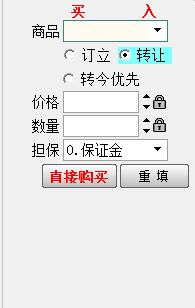 买 入
商品
订立 转让
转今优先
价格
数量
担保 0.保证金
直接购买 重填